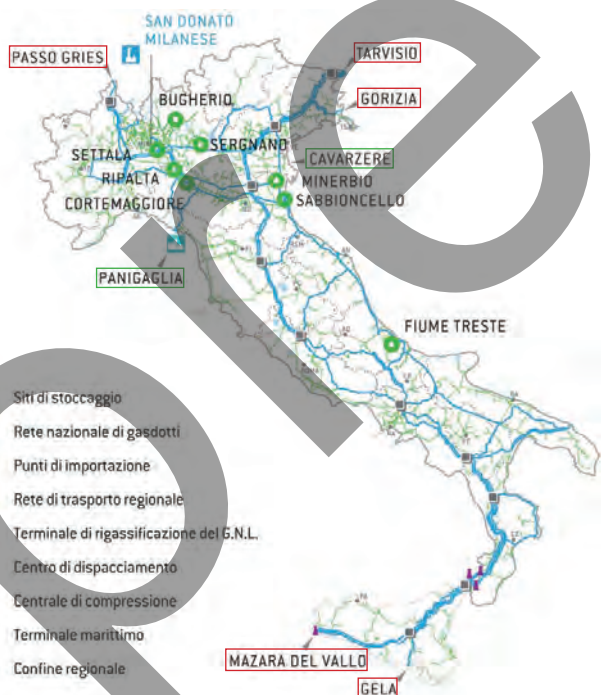 SAN DONATO
MILANESE
PASSO GRIES
TARVISIO
BUGHERIO
GORIZIA
SERGNANO
SETTALA
CAVARZERE
RIPALTA
MINERBIO
CORTEMAGGIORE
SABBIONCELLO
PANIGAGLIA
FIUME TRESTE
Siti di stoccaggio
Rete nazionale di gasdotti
Punti di importazione
Rete di trasporto regionale
Terminale di rigassificazione del G.N.L.
Centro di dispacciamento
Centrale di compressione
Terminale marittimo
Confine regionale
MAZARA DEL VALLO
GELA